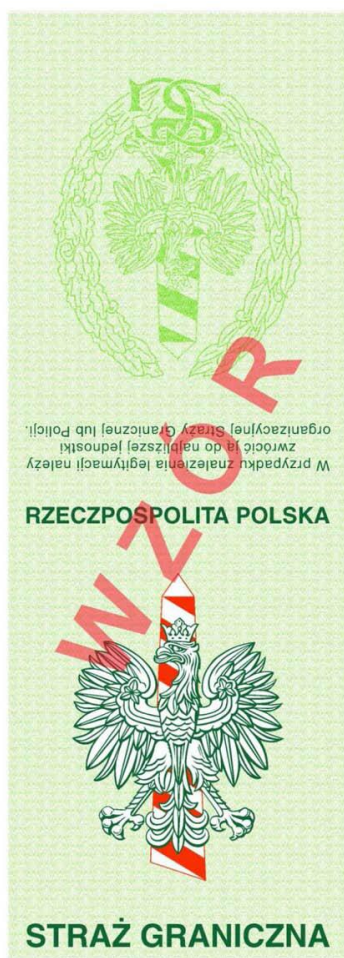 W przypadku znalezienia legitymacji należy
zwrócić ją do najbliższej jednostki
organizacyjnej Straży Granicznej lub Policji.
RZECZPOSPOLITA POLSKA
WZÓR
STRAŻ GRANICZNA